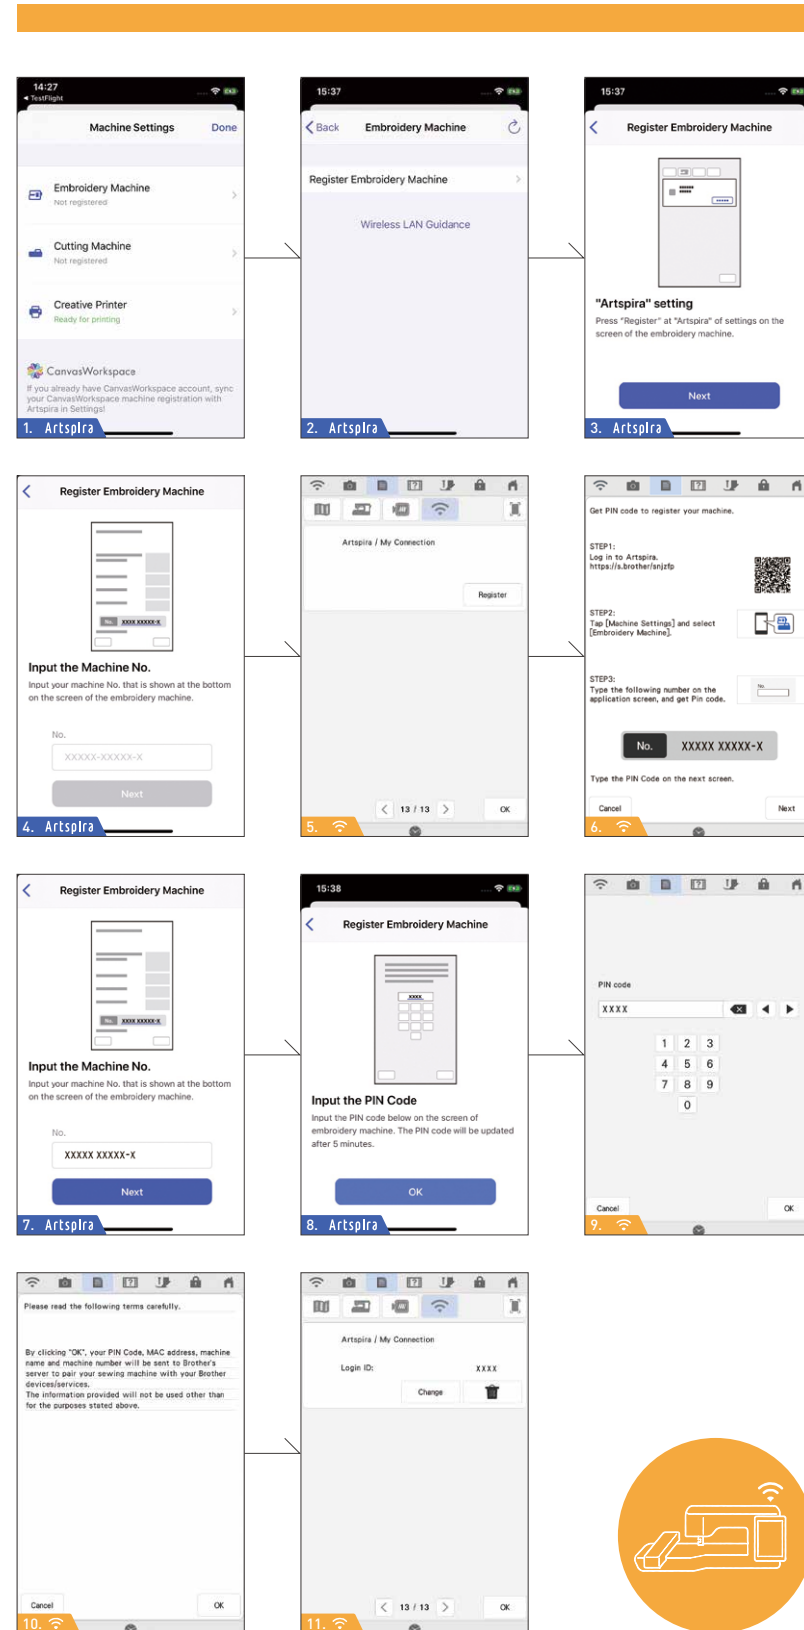 14:27
◀ TestFlight
Machine Settings
Done
Embroidery Machine
Not registered
Cutting Machine
Not registered
Creative Printer
Ready for printing
CanvasWorkspace
If you already have CanvasWorkspace account, sync
your CanvasWorkspace machine registration with
Artspira in Settings!
1. Artspira
15:37
Back
Embroidery Machine
Register Embroidery Machine
Wireless LAN Guidance
2. Artspira
15:37
Register Embroidery Machine
"Artspira" setting
Press "Register" at "Artspira" of settings on the
screen of the embroidery machine.
Next
3. Artspira
Register Embroidery Machine
No. XXXX XXXXX-X
Input the Machine No.
Input your machine No. that is shown at the bottom
on the screen of the embroidery machine.
No.
XXXXX-XXXXX-X
Next
4. Artspira
Artspira / My Connection
Register
13 / 13
OK
5.
Get PIN code to register your machine.
STEP1:
Log in to Artspira.
https://s.brother/snjzfp
STEP2:
Tap [Machine Settings] and select
[Embroidery Machine].
STEP3:
Type the following number on the
application screen, and get Pin code.
No.
No. XXXXX XXXXX-X
Type the PIN Code on the next screen.
Cancel
Next
6.
Register Embroidery Machine
No. XXXX XXXXX-X
Input the Machine No.
Input your machine No. that is shown at the bottom
on the screen of the embroidery machine.
No.
XXXXX XXXXX-X
Next
7. Artspira
15:38
Register Embroidery Machine
XXXX
Input the PIN Code
Input the PIN code below on the screen of
embroidery machine. The PIN code will be updated
after 5 minutes.
OK
8. Artspira
PIN code
XXXX
1 2 3
4 5 6
7 8 9
0
Cancel
OK
9.
Please read the following terms carefully.
By clicking "OK", your PIN Code, MAC address, machine
name and machine number will be sent to Brother's
server to pair your sewing machine with your Brother
devices/services.
The information provided will not be used other than
for the purposes stated above.
Cancel
OK
10.
Artspira / My Connection
Login ID:
XXXX
Change
13 / 13
OK
11.